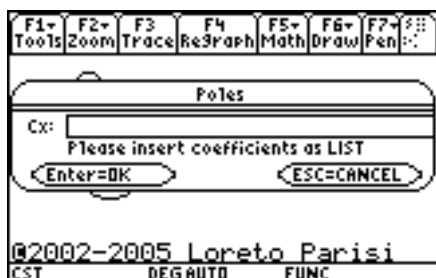 F1▾ F2▾ F3 F4 F5▾ F6▾ F7▾
Tools Zoom Trace ReGraph Math Draw Pen
Poles
Cx:
Please insert coefficients as LIST
Enter=OK ESC=CANCEL
@2002-2005 Loreto Parisi
CST DEG AUTO FUNC